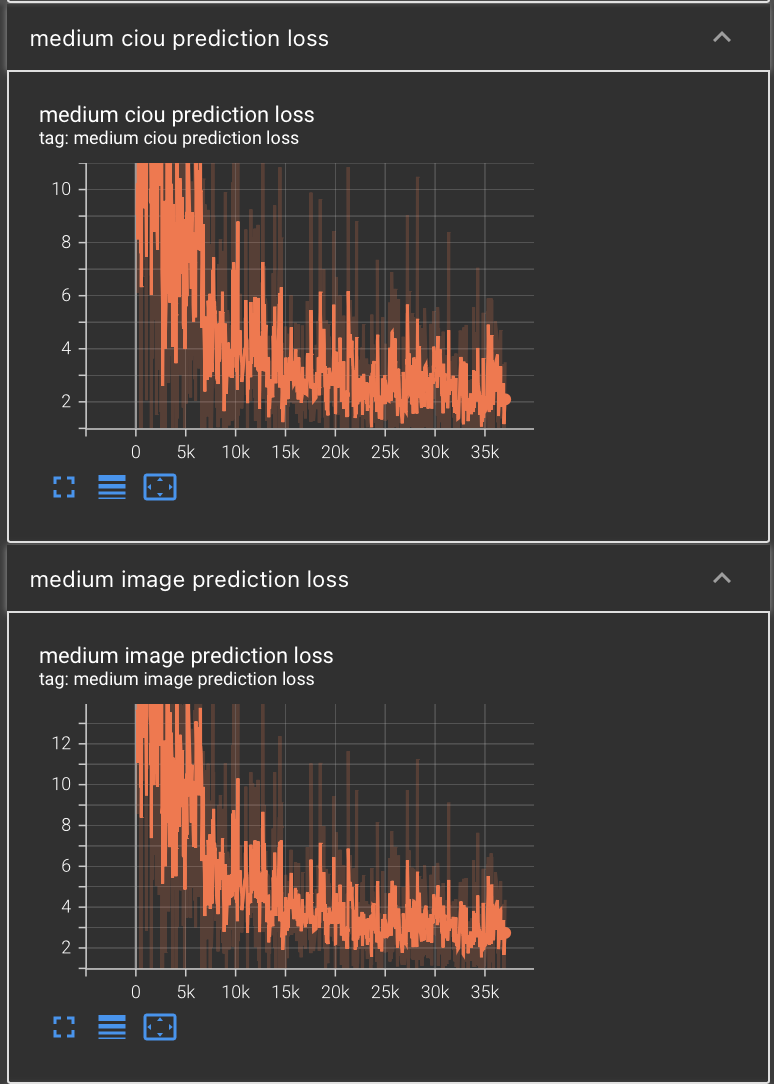 medium ciou prediction loss
medium ciou prediction loss
tag: medium ciou prediction loss
10
8
6
4
2
0 5k 10k 15k 20k 25k 30k 35k
medium image prediction loss
medium image prediction loss
tag: medium image prediction loss
12
10
8
6
4
2
0 5k 10k 15k 20k 25k 30k 35k